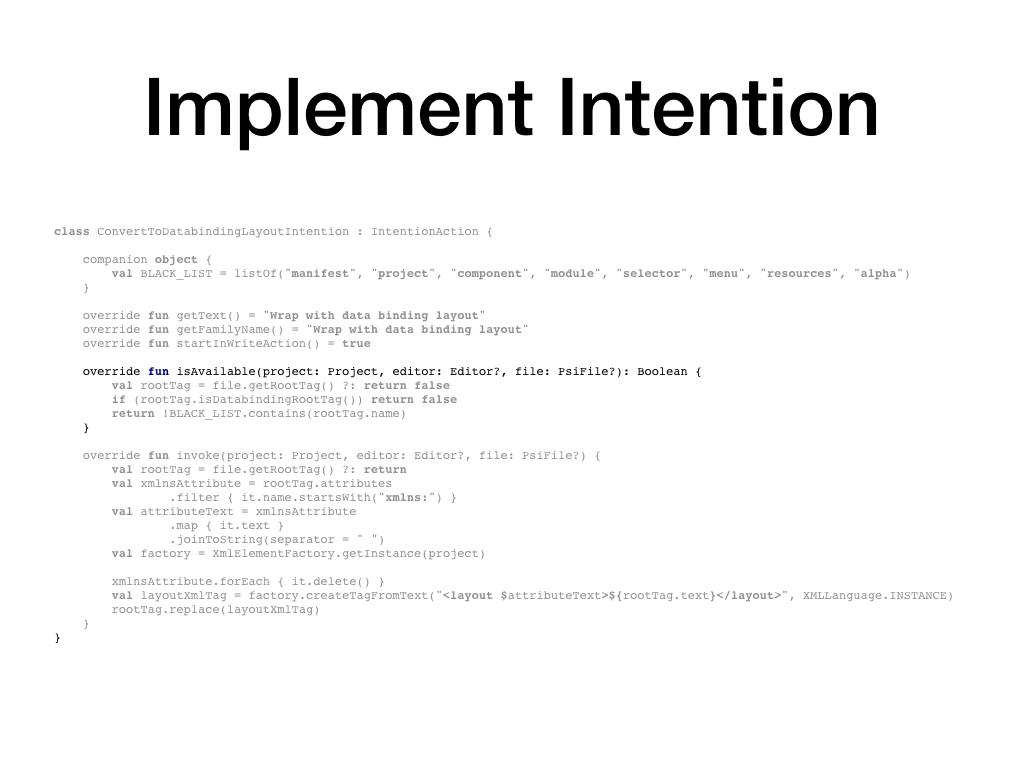 Implement Intention
class ConvertToDatabindingLayoutIntention : IntentionAction {
    companion object {
        val BLACK_LIST = listOf("manifest", "project", "component", "module", "selector", "menu", "resources", "alpha")
    }
    override fun getText() = "Wrap with data binding layout"
    override fun getFamilyName() = "Wrap with data binding layout"
    override fun startInWriteAction() = true
    override fun isAvailable(project: Project, editor: Editor?, file: PsiFile?): Boolean {
        val rootTag = file.getRootTag() ?: return false
        if (rootTag.isDatabindingRootTag()) return false
        return !BLACK_LIST.contains(rootTag.name)
    }
    override fun invoke(project: Project, editor: Editor?, file: PsiFile?) {
        val rootTag = file.getRootTag() ?: return
        val xmlnsAttribute = rootTag.attributes
                .filter { it.name.startsWith("xmlns:") }
        val attributeText = xmlnsAttribute
                .map { it.text }
                .joinToString(separator = " ")
        val factory = XmlElementFactory.getInstance(project)
        xmlnsAttribute.forEach { it.delete() }
        val layoutXmlTag = factory.createTagFromText("<layout $attributeText>${rootTag.text}</layout>", XMLLanguage.INSTANCE)
        rootTag.replace(layoutXmlTag)
    }
}